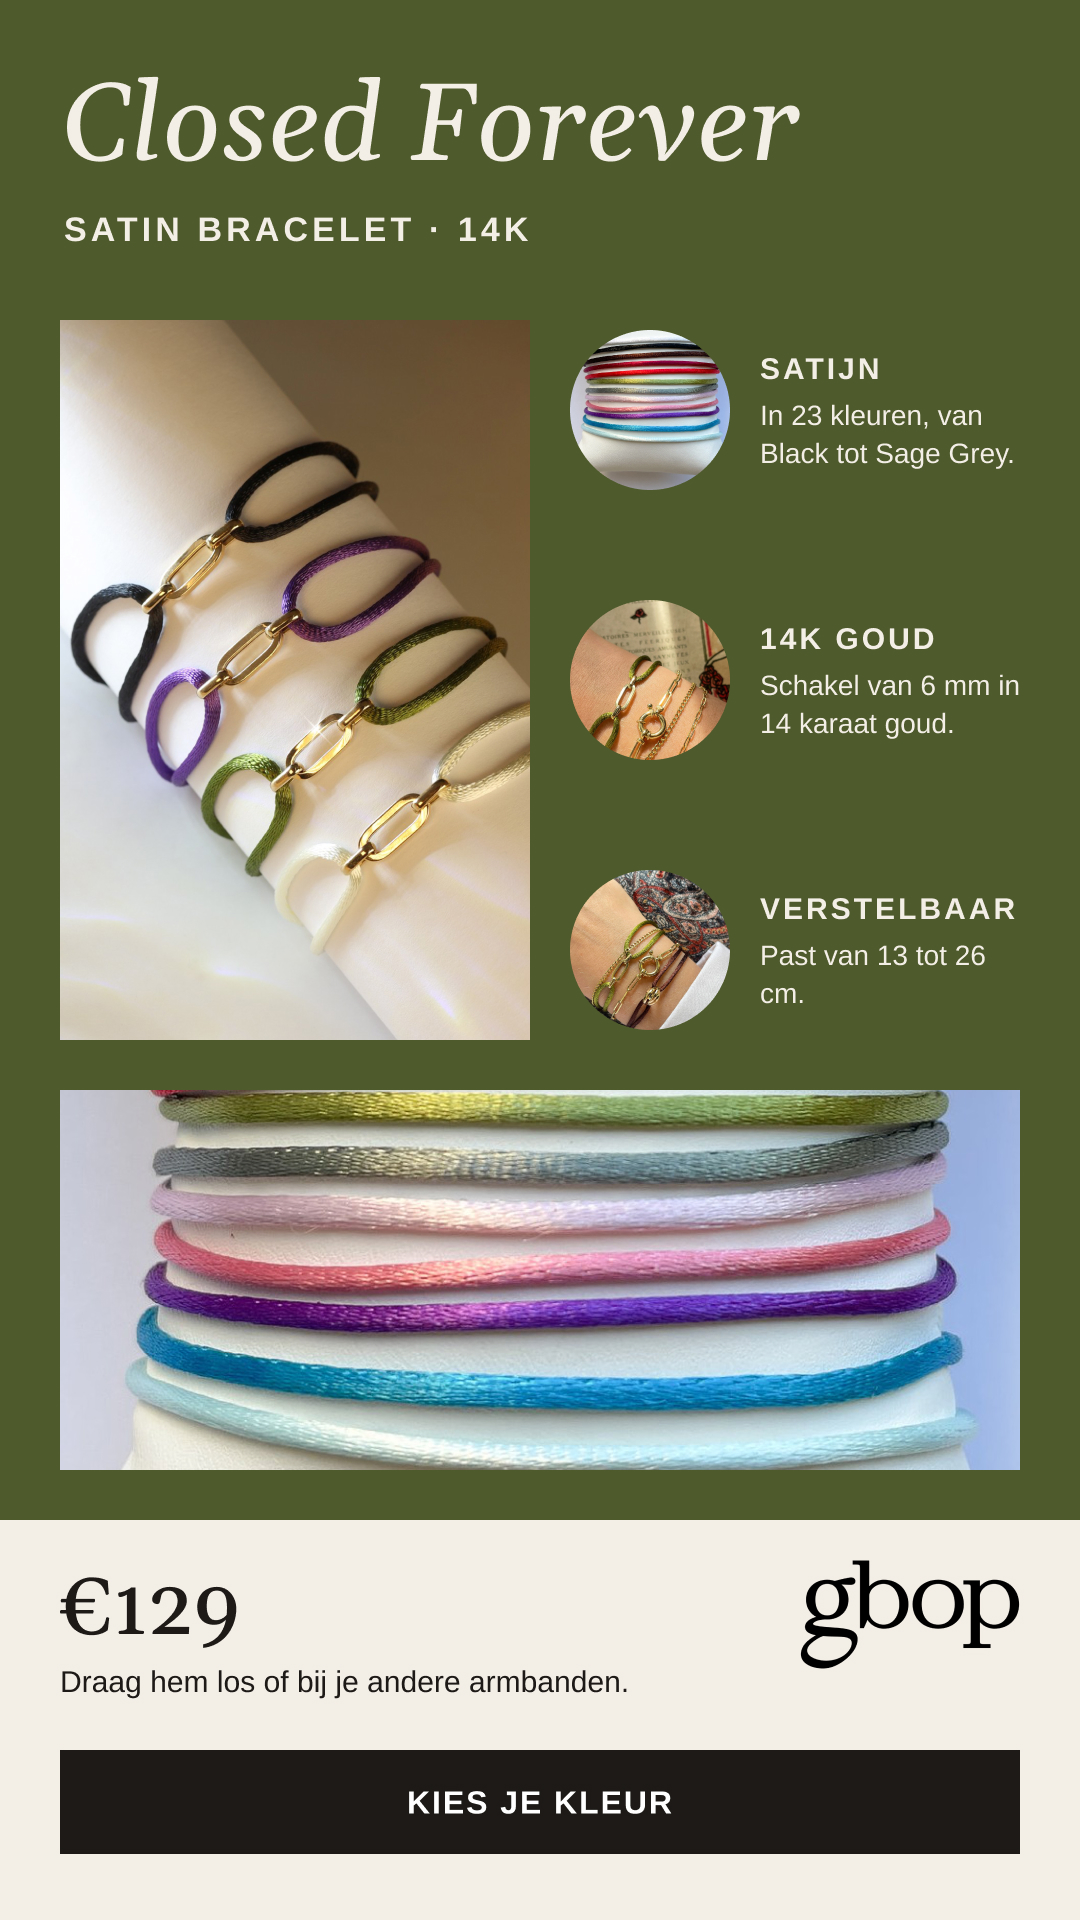 Closed Forever
SATIN BRACELET · 14K
SATIJN
In 23 kleuren, van
Black tot Sage Grey.
14K GOUD
Schakel van 6 mm in
14 karaat goud.
VERSTELBAAR
Past van 13 tot 26
cm.
€129
gbop
Draag hem los of bij je andere armbanden.
KIES JE KLEUR